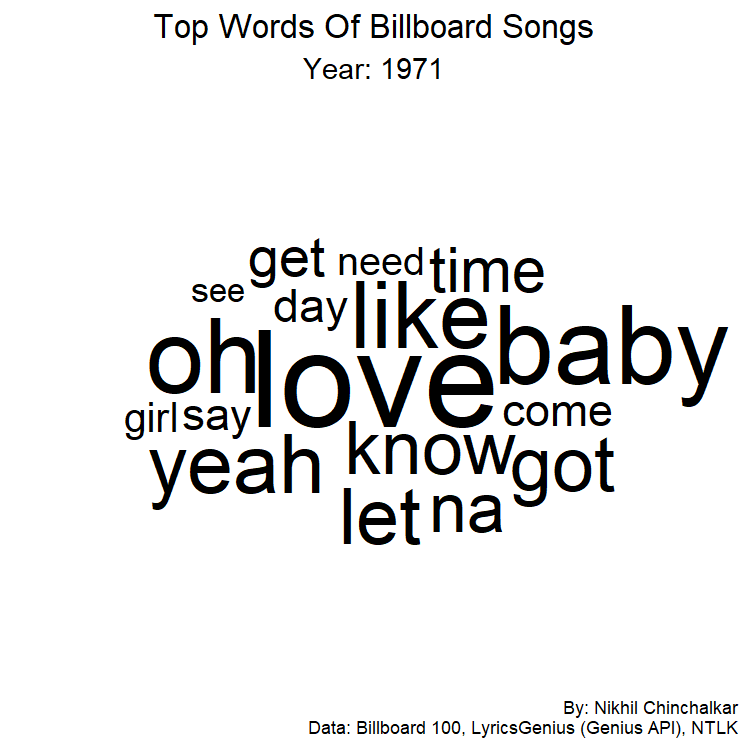 Top Words Of Billboard Songs
Year: 1971
get need time
see day like
oh love baby
girl say come
yeah know got
let na
By: Nikhil Chinchalkar
Data: Billboard 100, LyricsGenius (Genius API), NTLK